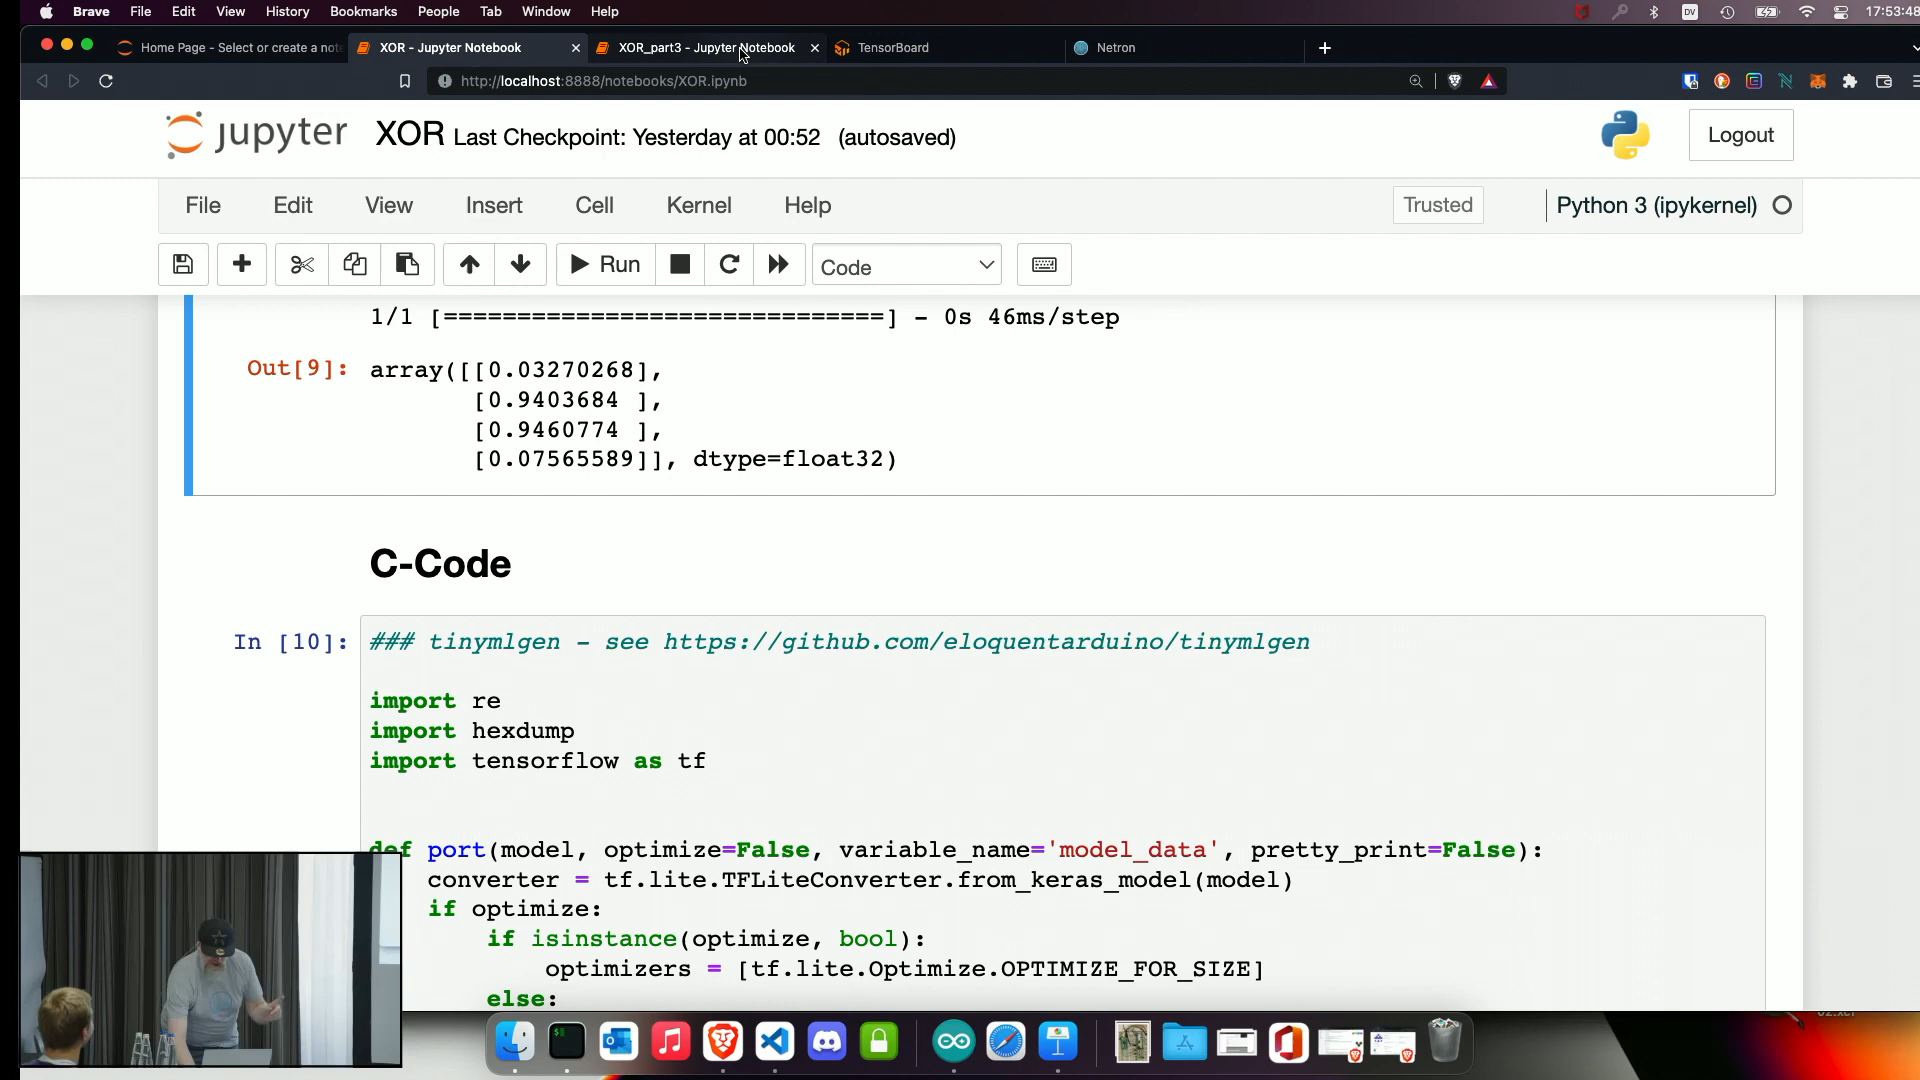 Brave File Edit View History Bookmarks People Tab Window Help DV 17:53:48
Home Page - Select or create a note XOR - Jupyter Notebook XOR_part3 - Jupyter Notebook TensorBoard Netron
http://localhost:8888/notebooks/XOR.ipynb
jupyter XOR Last Checkpoint: Yesterday at 00:52 (autosaved) Logout
File Edit View Insert Cell Kernel Help Trusted Python 3 (ipykernel)
Run Code
1/1 [==============================] - 0s 46ms/step
Out[9]: array([[0.03270268],
[0.9403684 ],
[0.9460774 ],
[0.07565589]], dtype=float32)
C-Code
In [10]: ### tinymlgen - see https://github.com/eloquentarduino/tinymlgen
import re
import hexdump
import tensorflow as tf
def port(model, optimize=False, variable_name='model_data', pretty_print=False):
converter = tf.lite.TFLiteConverter.from_keras_model(model)
if optimize:
if isinstance(optimize, bool):
optimizers = [tf.lite.Optimize.OPTIMIZE_FOR_SIZE]
else: